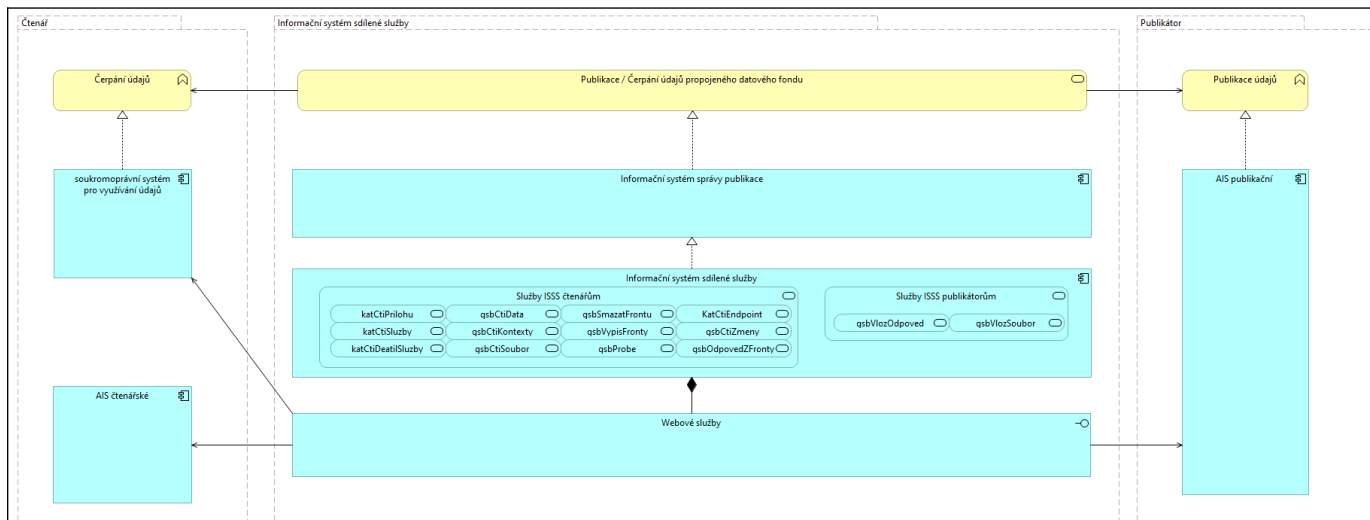 Čtenář
Informační systém sdílené služby
Publikátor
Čerpání údajů
Publikace / Čerpání údajů propojeného datového fondu
Publikace údajů
soukromoprávní systém
pro využívání údajů
Informační systém správy publikace
AIS publikační
Informační systém sdílené služby
Služby ISSS čtenářům
Služby ISSS publikátorům
katCtiPrilohu
qsbCtiData
qsbSmazatFrontu
KatCtiEndpoint
katCtiSluzby
qsbCtiKontexty
qsbVypisFronty
qsbCtiZmeny
katCtiDeatilSluzby
qsbCtiSoubor
qsbProbe
qsbOdpovedZFronty
qsbVlozOdpoved
qsbVlozSoubor
AIS čtenářské
Webové služby